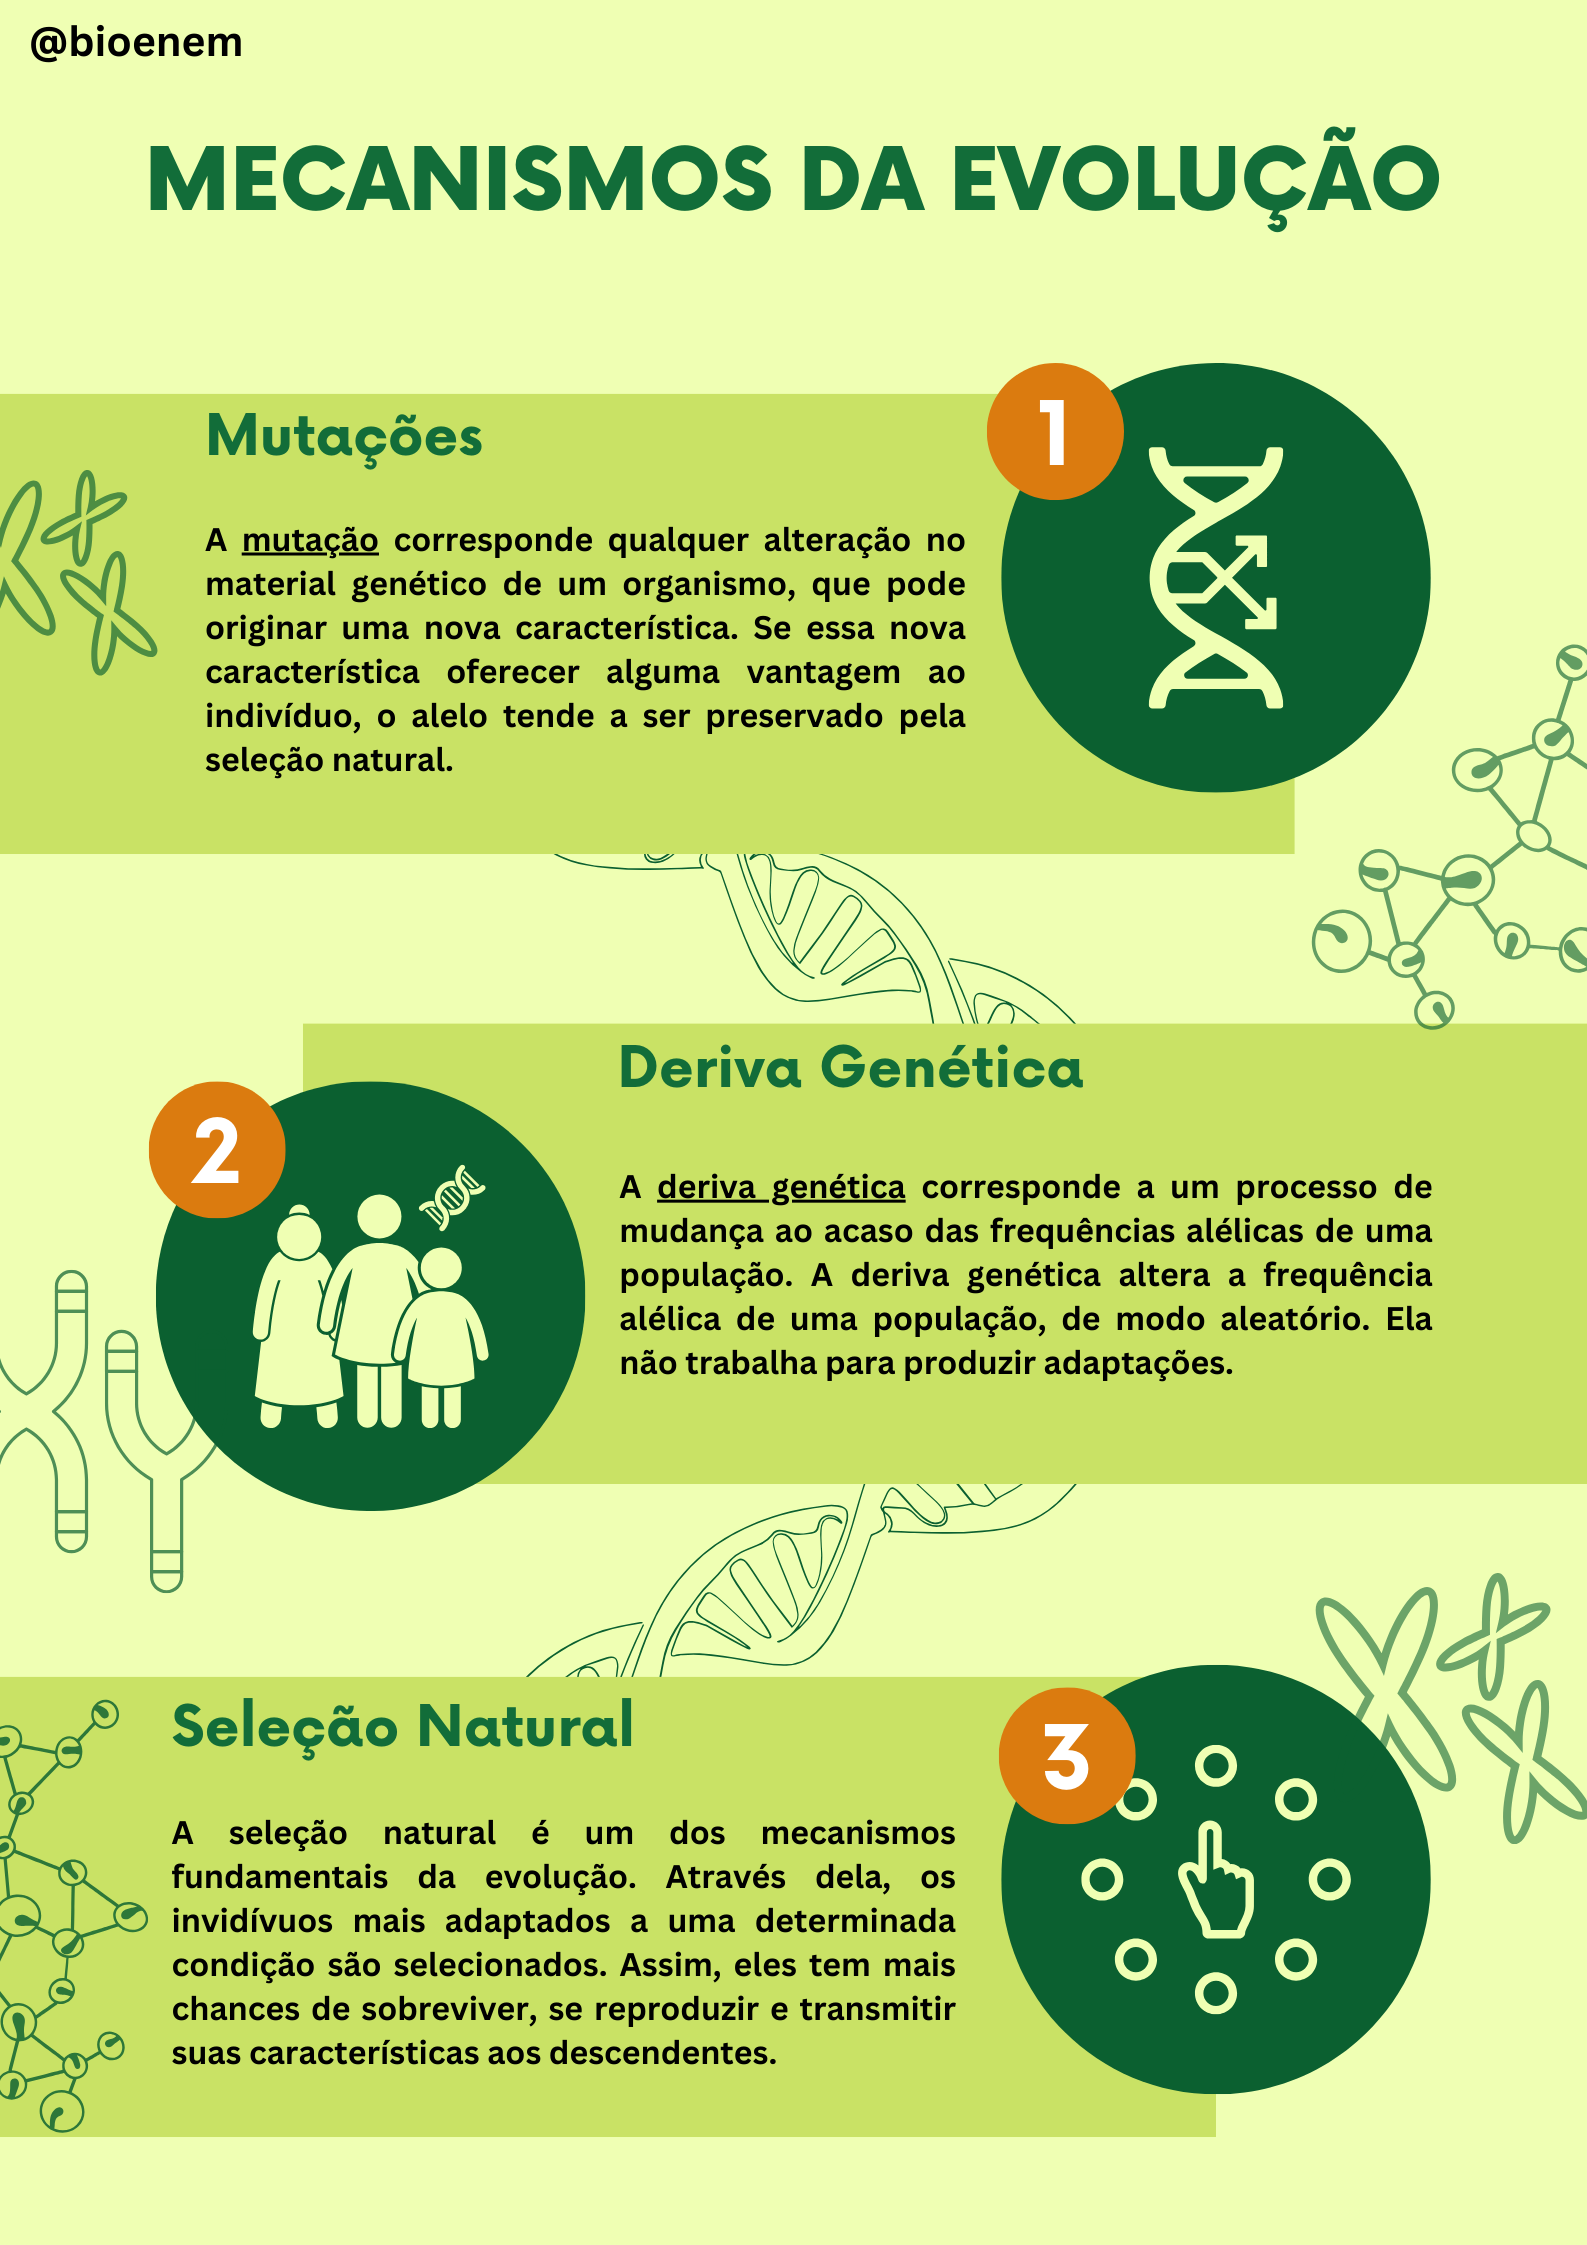 @bioenem
MECANISMOS DA EVOLUÇÃO
1
Mutações
A mutação corresponde qualquer alteração no
material genético de um organismo, que pode
originar uma nova característica. Se essa nova
característica oferecer alguma vantagem ao
indivíduo, o alelo tende a ser preservado pela
seleção natural.
2
Deriva Genética
A deriva genética corresponde a um processo de
mudança ao acaso das frequências alélicas de uma
população. A deriva genética altera a frequência
alélica de uma população, de modo aleatório. Ela
não trabalha para produzir adaptações.
3
Seleção Natural
A seleção natural é um dos mecanismos
fundamentais da evolução. Através dela, os
invidívuos mais adaptados a uma determinada
condição são selecionados. Assim, eles tem mais
chances de sobreviver, se reproduzir e transmitir
suas características aos descendentes.